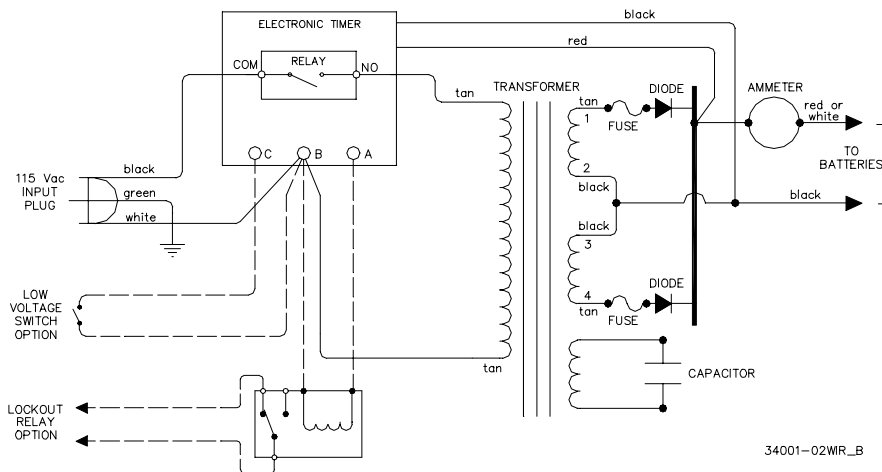 black
ELECTRONIC TIMER
red
COM
RELAY
NO
tan
TRANSFORMER
tan
DIODE
AMMETER
red or
white
1
FUSE
TO
BATTERIES
C
B
A
2
black
black
115 Vac
INPUT
PLUG
black
green
white
black
3
LOW
VOLTAGE
SWITCH
OPTION
4
tan
DIODE
FUSE
tan
CAPACITOR
LOCKOUT
RELAY
OPTION
34001-02WIR_B